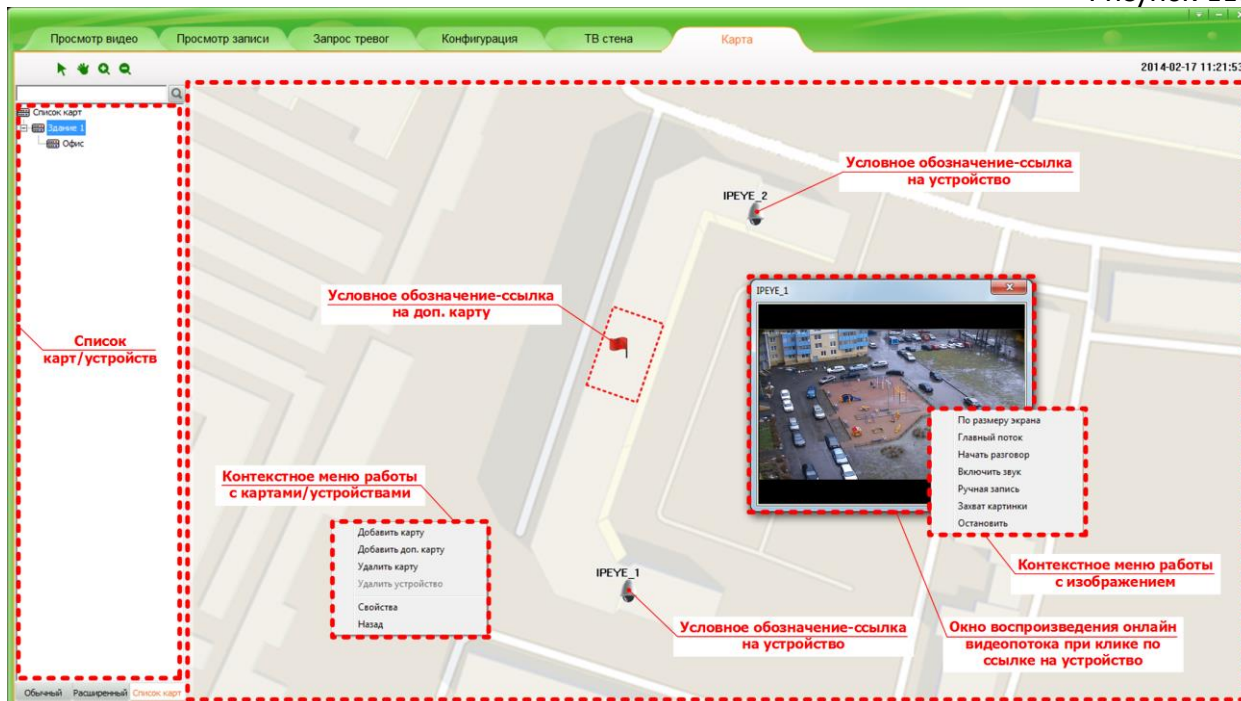 Просмотр видео
Просмотр записи
Запрос тревог
Конфигурация
ТВ стена
Карта
2014-02-17 11:21:53
Список карт
Здание 1
Офис
Условное обозначение-ссылка
на устройство
IPEYE_2
IPEYE_1
Условное обозначение-ссылка
на доп. карту
Список
карт/устройств
По размеру экрана
Главный поток
Начать разговор
Включить звук
Ручная запись
Захват картинки
Остановить
Контекстное меню работы
с картами/устройствами
Добавить карту
Добавить доп. карту
Удалить карту
Удалить устройство
Свойства
Назад
IPEYE_1
Контекстное меню работы
с изображением
Условное обозначение-ссылка
на устройство
Окно воспроизведения онлайн
видеопотока при клике по
ссылке на устройство
Обычный
Расширенный
Список карт